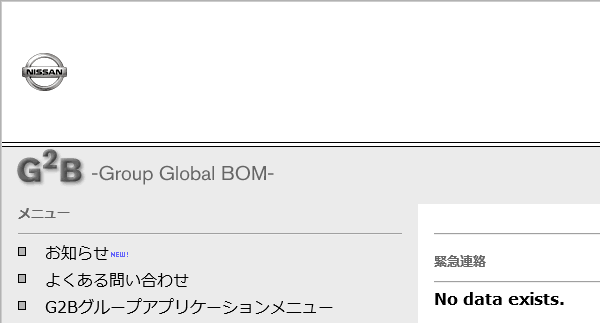 NISSAN
G2B -Group Global BOM-
メニュー
お知らせ NEW!
よくある問い合わせ
G2Bグループアプリケーションメニュー
緊急連絡
No data exists.